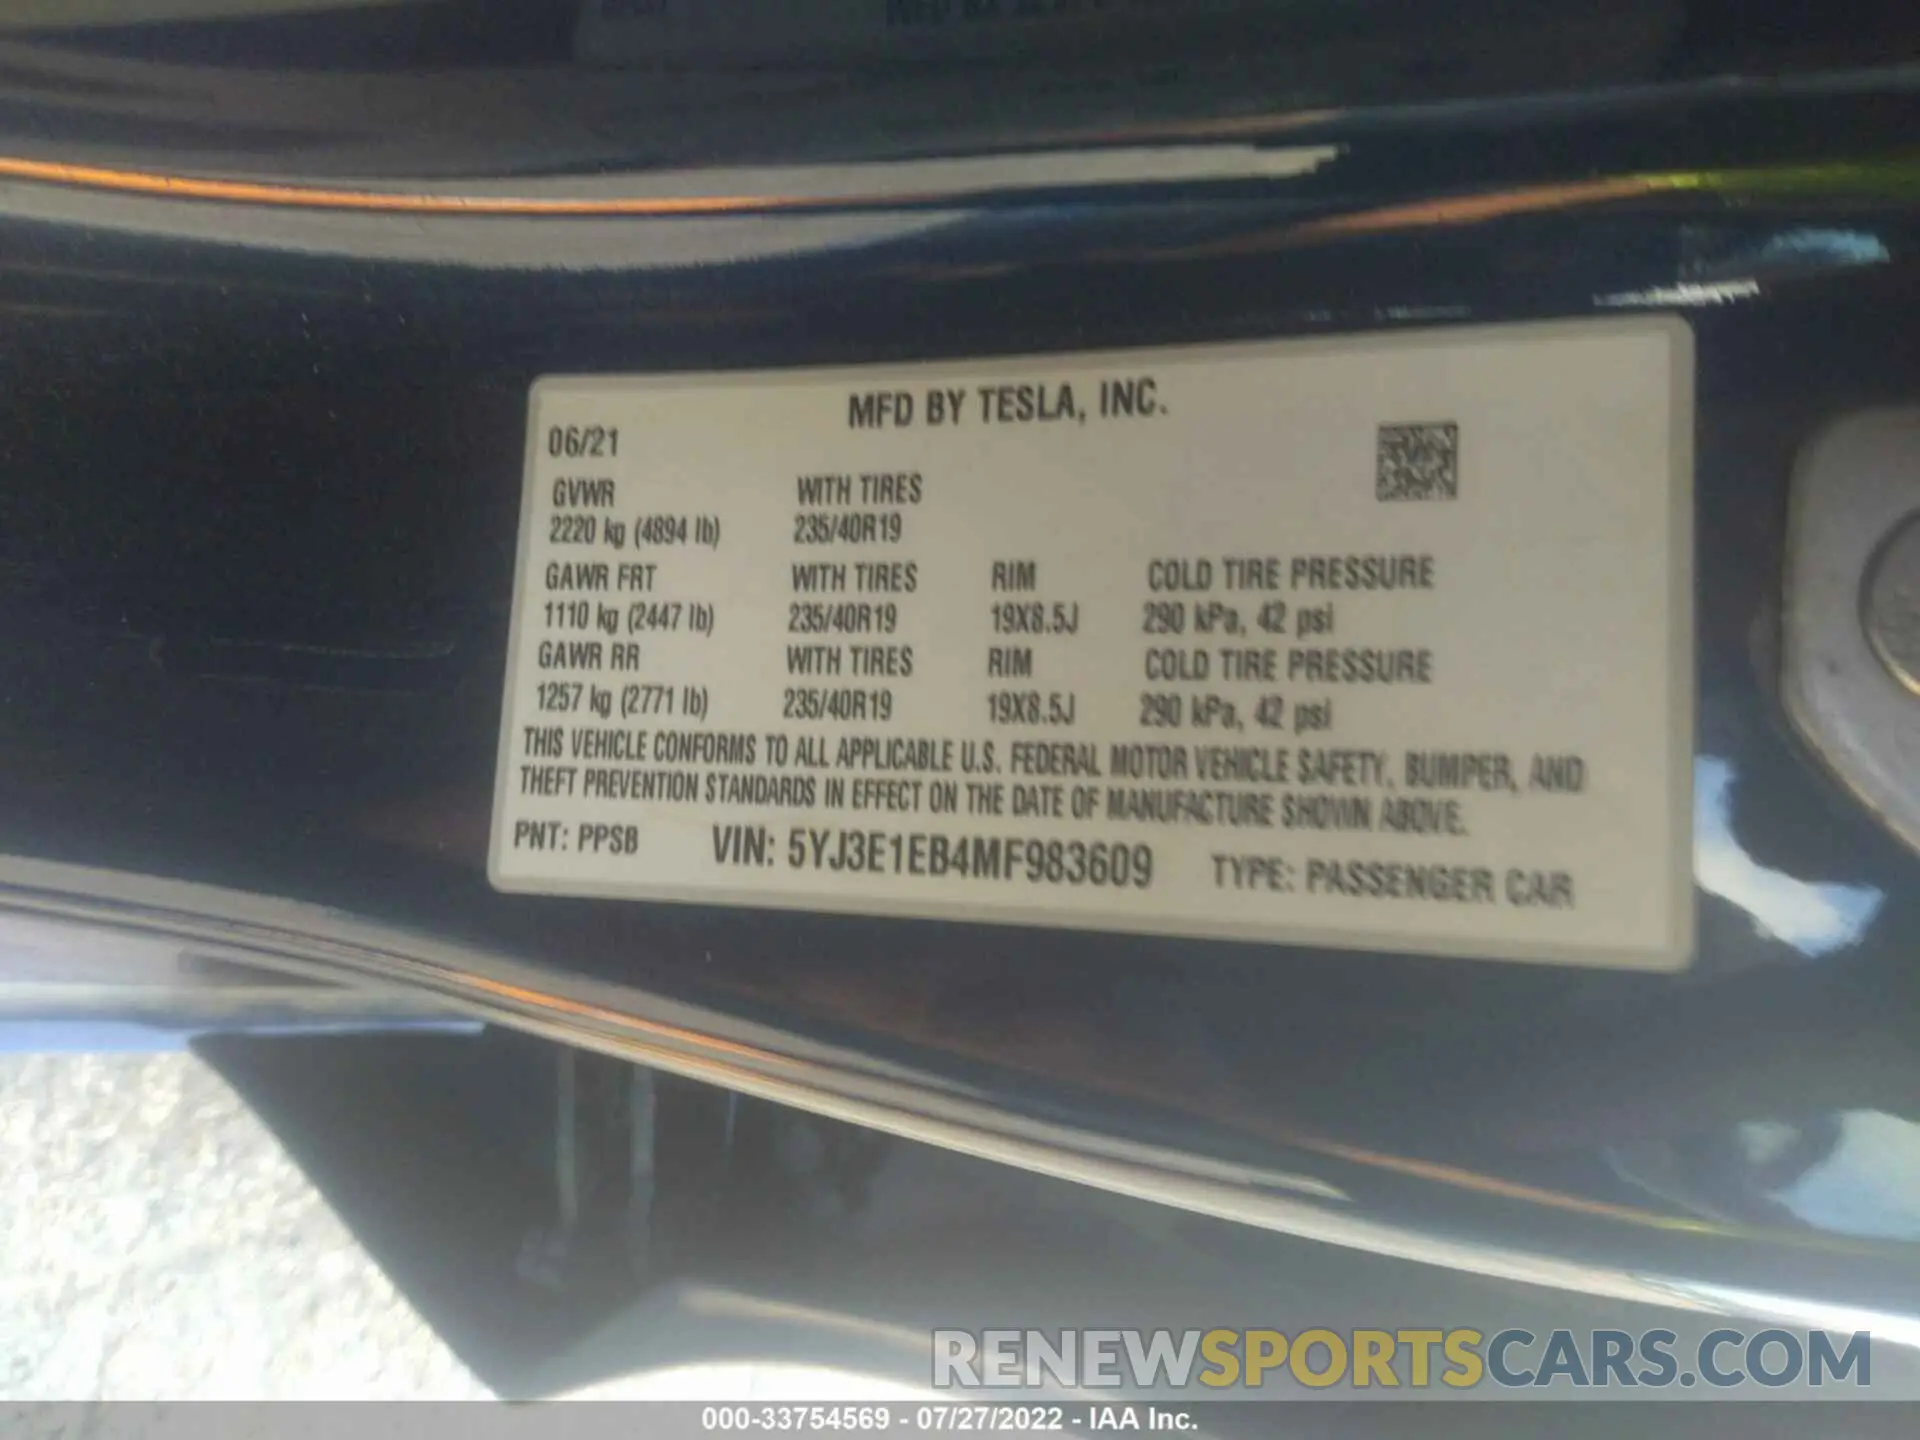 MFD BY TESLA, INC.
06/21
GVWR WITH TIRES
2220 kg (4894 lb) 235/40R19
GAWR FRT WITH TIRES RIM COLD TIRE PRESSURE
1110 kg (2447 lb) 235/40R19 19X8.5J 290 kPa, 42 psi
GAWR RR WITH TIRES RIM COLD TIRE PRESSURE
1257 kg (2771 lb) 235/40R19 19X8.5J 290 kPa, 42 psi
THIS VEHICLE CONFORMS TO ALL APPLICABLE U.S. FEDERAL MOTOR VEHICLE SAFETY, BUMPER, AND
THEFT PREVENTION STANDARDS IN EFFECT ON THE DATE OF MANUFACTURE SHOWN ABOVE.
PNT: PPSB VIN: 5YJ3E1EB4MF983609 TYPE: PASSENGER CAR
RENEWSPORTSCARS.COM
000-33754569 - 07/27/2022 - IAA Inc.